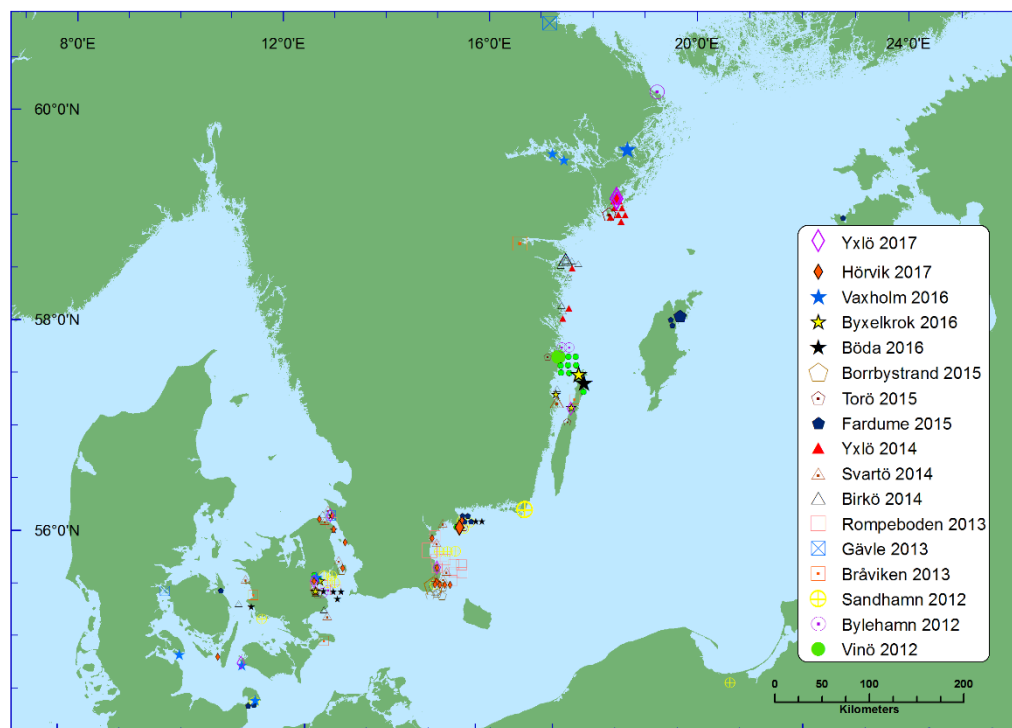 8°0'E 12°0'E 16°0'E 20°0'E 24°0'E
60°0'N
58°0'N
56°0'N
Yxlö 2017
Hörvik 2017
Vaxholm 2016
Byxelkrok 2016
Böda 2016
Borrbystrand 2015
Torö 2015
Fardume 2015
Yxlö 2014
Svartö 2014
Birkö 2014
Rompeboden 2013
Gävle 2013
Bråviken 2013
Sandhamn 2012
Bylehamn 2012
Vinö 2012
0 50 100 200
Kilometers